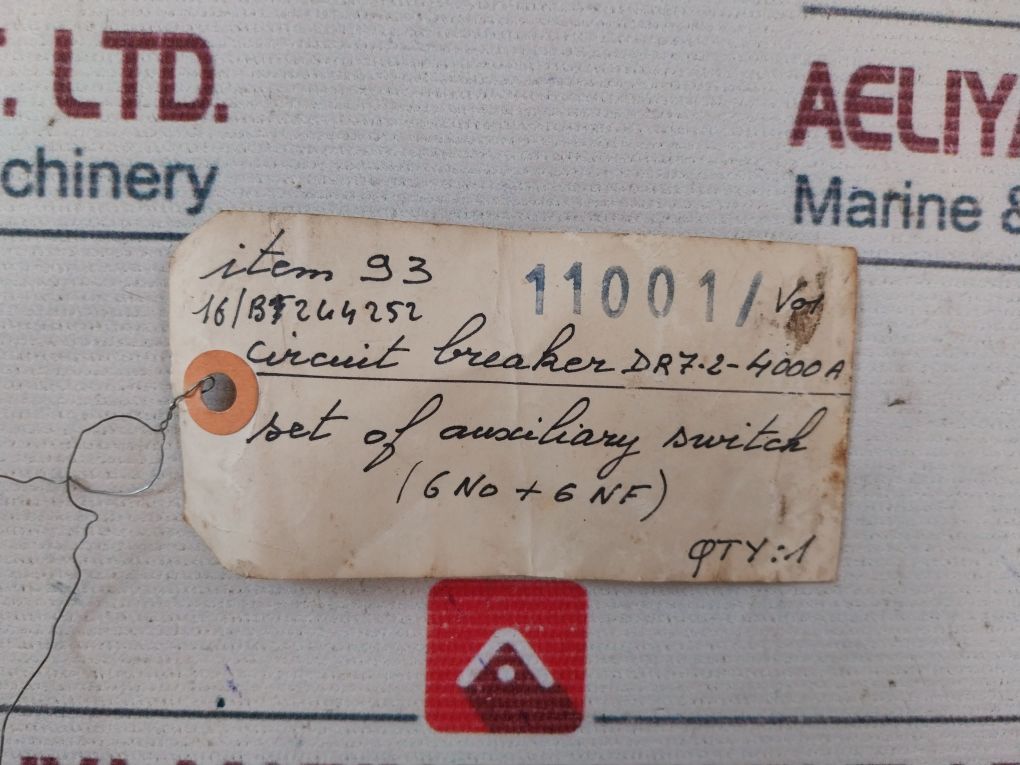 . LTD.
chinery
AELIYA
Marine &
item 93
11001/
16/BT244252
circuit breaker DR7.2-4000A
set of auxiliary switch
(6 NO + 6 NF)
QTY:1